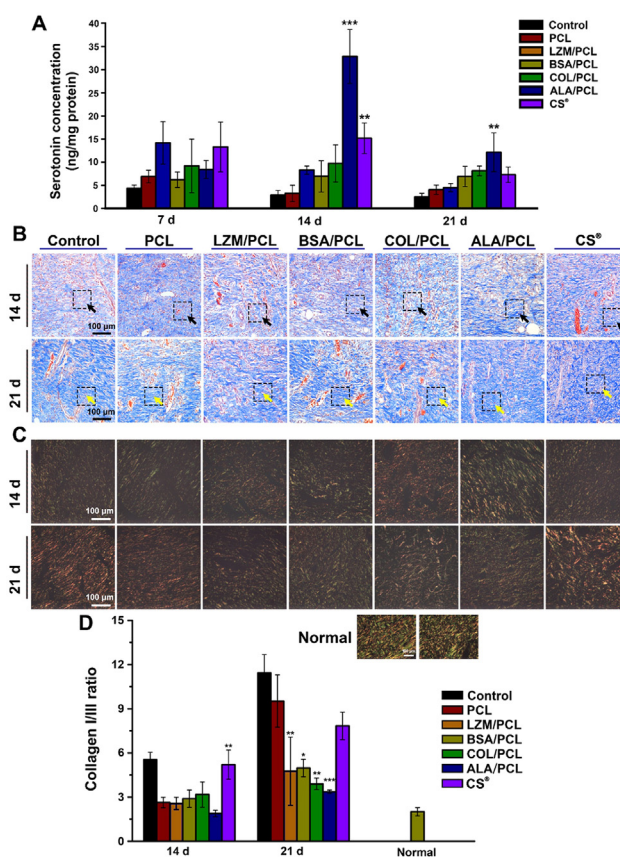 A
Serotonin concentration
(ng/mg protein)
40
35
30
25
20
15
10
5
0
***
**
**
7 d
14 d
21 d
Control
PCL
LZM/PCL
BSA/PCL
COL/PCL
ALA/PCL
CS®
B
Control PCL LZM/PCL BSA/PCL COL/PCL ALA/PCL CS®
14 d
100 μm
21 d
100 μm
C
14 d
100 μm
21 d
100 μm
D
Normal
Collagen I/III ratio
15
12
9
6
3
0
**
**
*
**
***
14 d
21 d
Normal
Control
PCL
LZM/PCL
BSA/PCL
COL/PCL
ALA/PCL
CS®